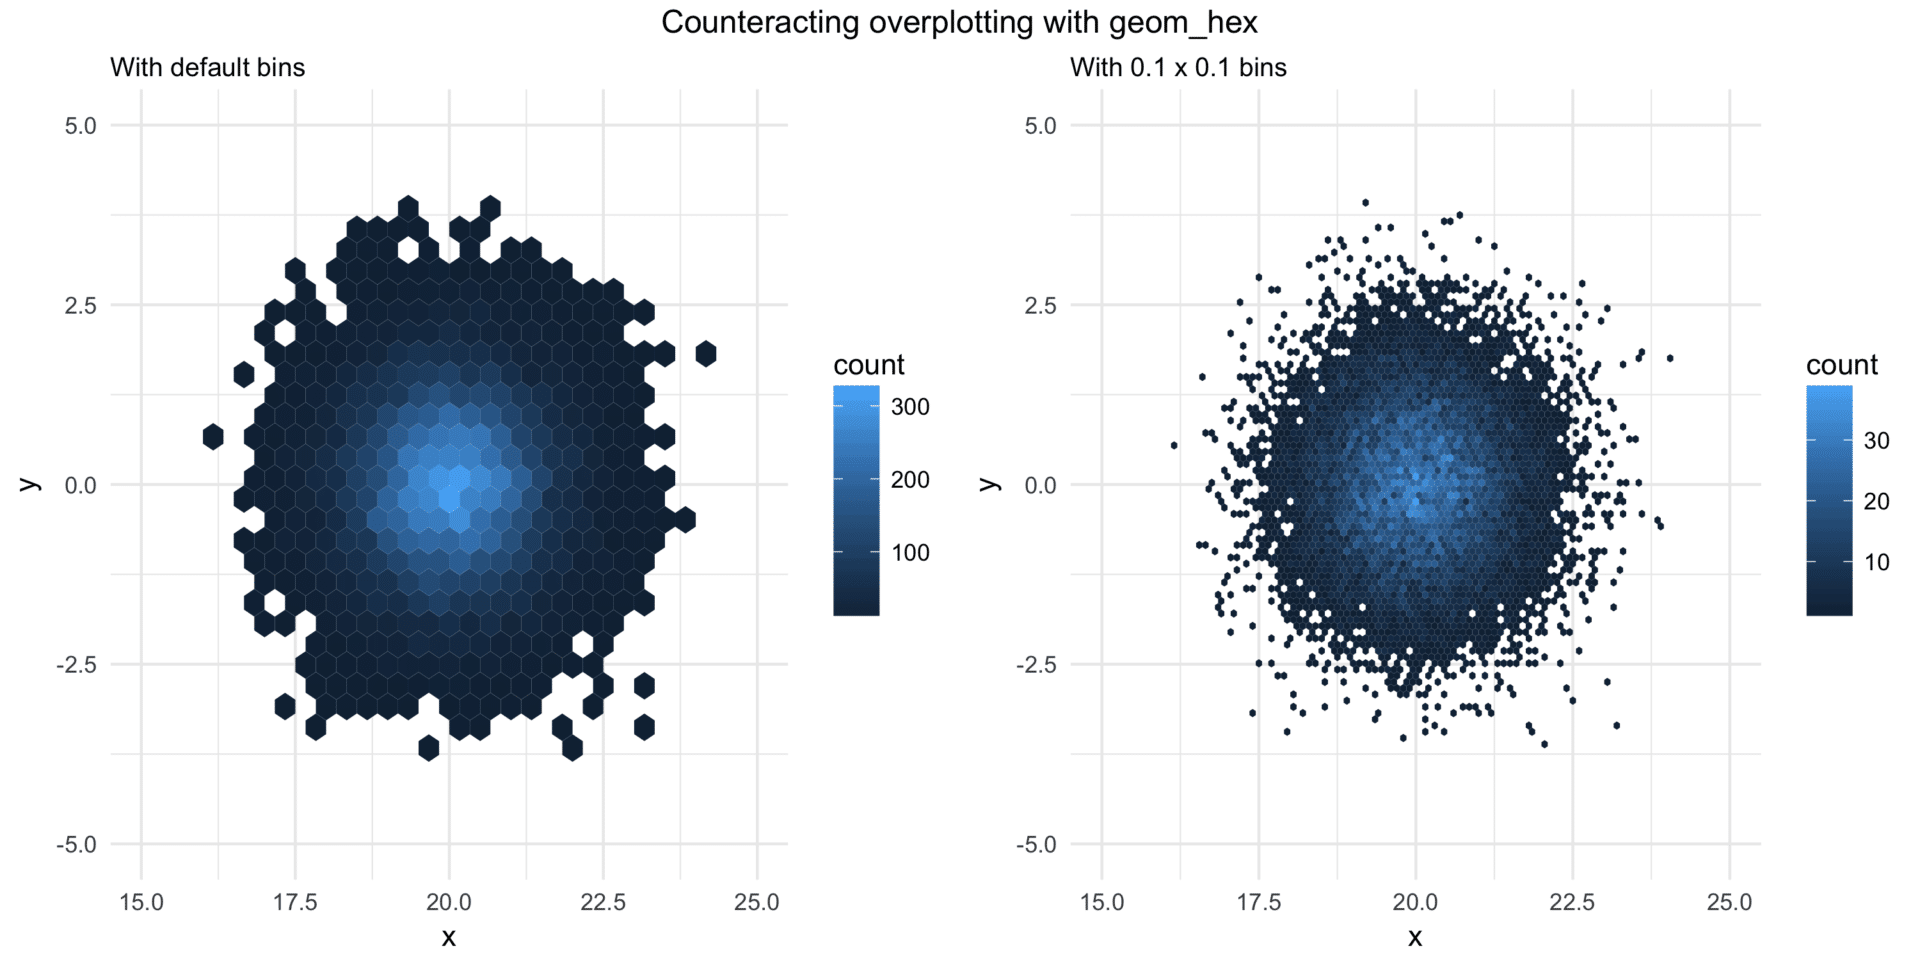 Counteracting overplotting with geom_hex
With default bins
5.0
2.5
0.0
-2.5
-5.0
y
15.0 17.5 20.0 22.5 25.0
x
count
300
200
100
With 0.1 x 0.1 bins
5.0
2.5
0.0
-2.5
-5.0
y
15.0 17.5 20.0 22.5 25.0
x
count
30
20
10